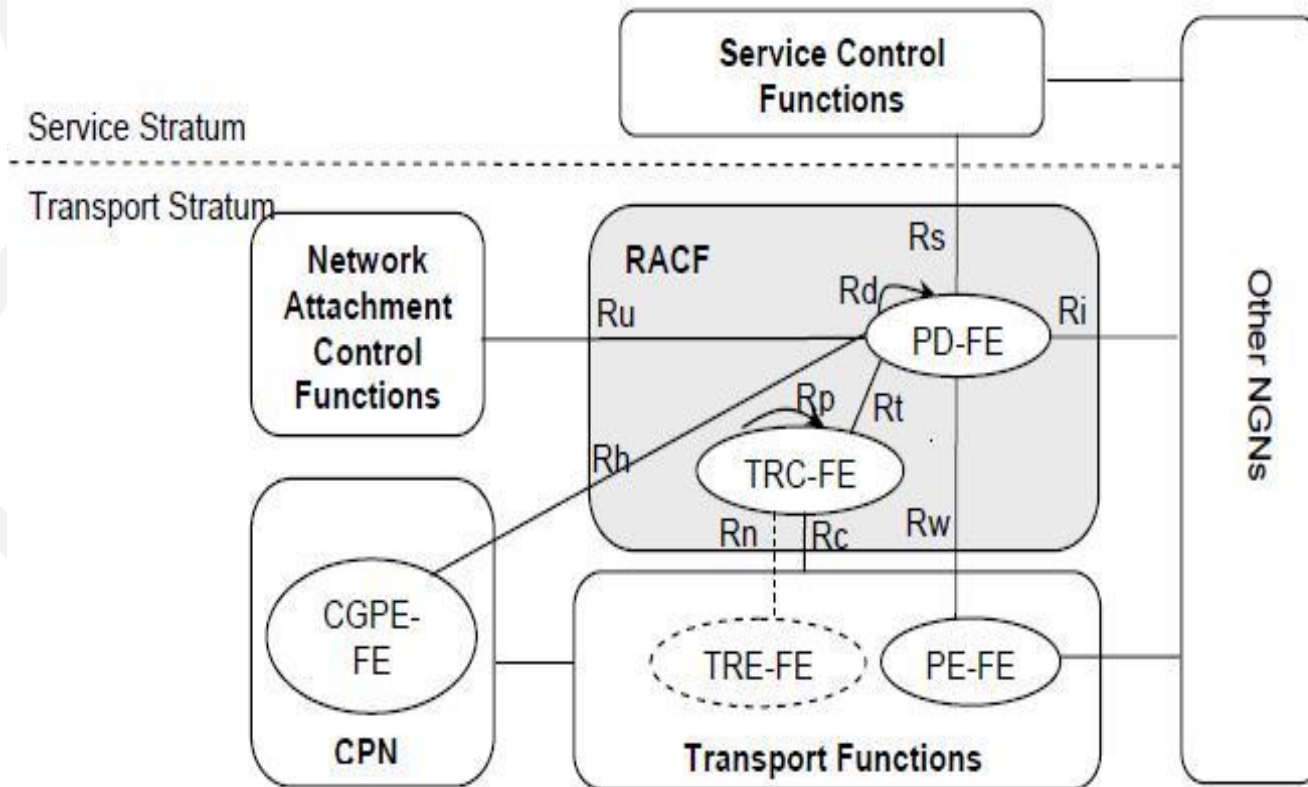 Service Control
Functions
Service Stratum
Transport Stratum
Network
Attachment
Control
Functions
RACF
Rs
Rd
Ru
PD-FE
Ri
Rp
Rt
Rh
TRC-FE
Rn
Rc
Rw
CGPE-
FE
CPN
TRE-FE
PE-FE
Transport Functions
Other NGNs